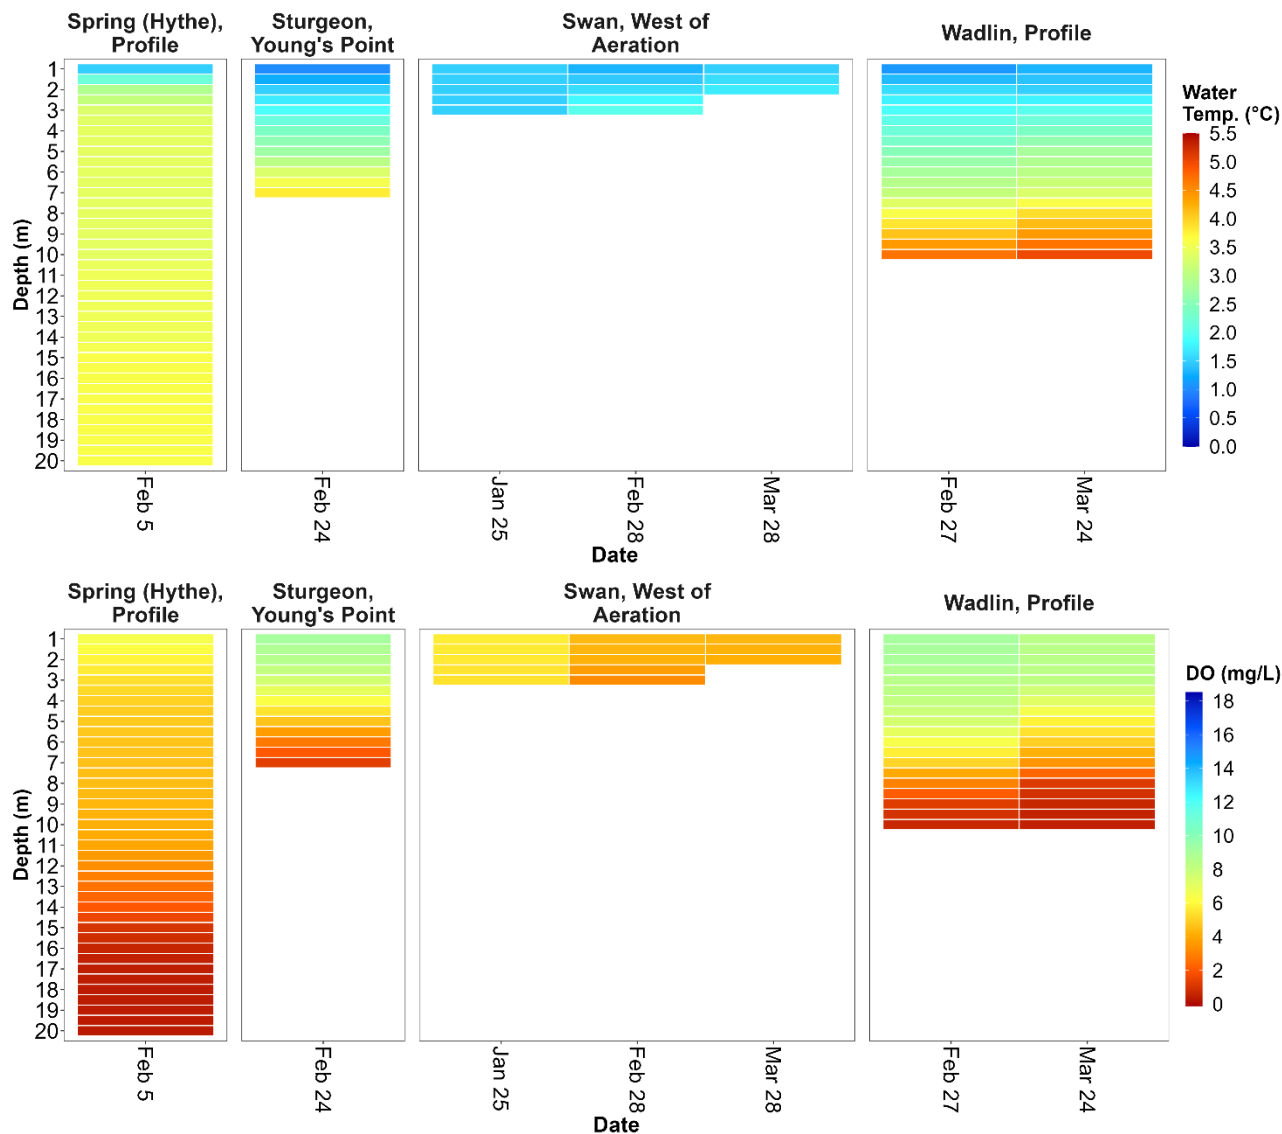 Spring (Hythe),
Profile
Sturgeon,
Young's Point
Swan, West of
Aeration
Wadlin, Profile
Depth (m)
1
2
3
4
5
6
7
8
9
10
11
12
13
14
15
16
17
18
19
20
Feb 5
Feb 24
Jan 25
Feb 28
Mar 28
Feb 27
Mar 24
Date
Water
Temp. (°C)
5.5
5.0
4.5
4.0
3.5
3.0
2.5
2.0
1.5
1.0
0.5
0.0
Spring (Hythe),
Profile
Sturgeon,
Young's Point
Swan, West of
Aeration
Wadlin, Profile
Depth (m)
1
2
3
4
5
6
7
8
9
10
11
12
13
14
15
16
17
18
19
20
Feb 5
Feb 24
Jan 25
Feb 28
Mar 28
Feb 27
Mar 24
Date
DO (mg/L)
18
16
14
12
10
8
6
4
2
0